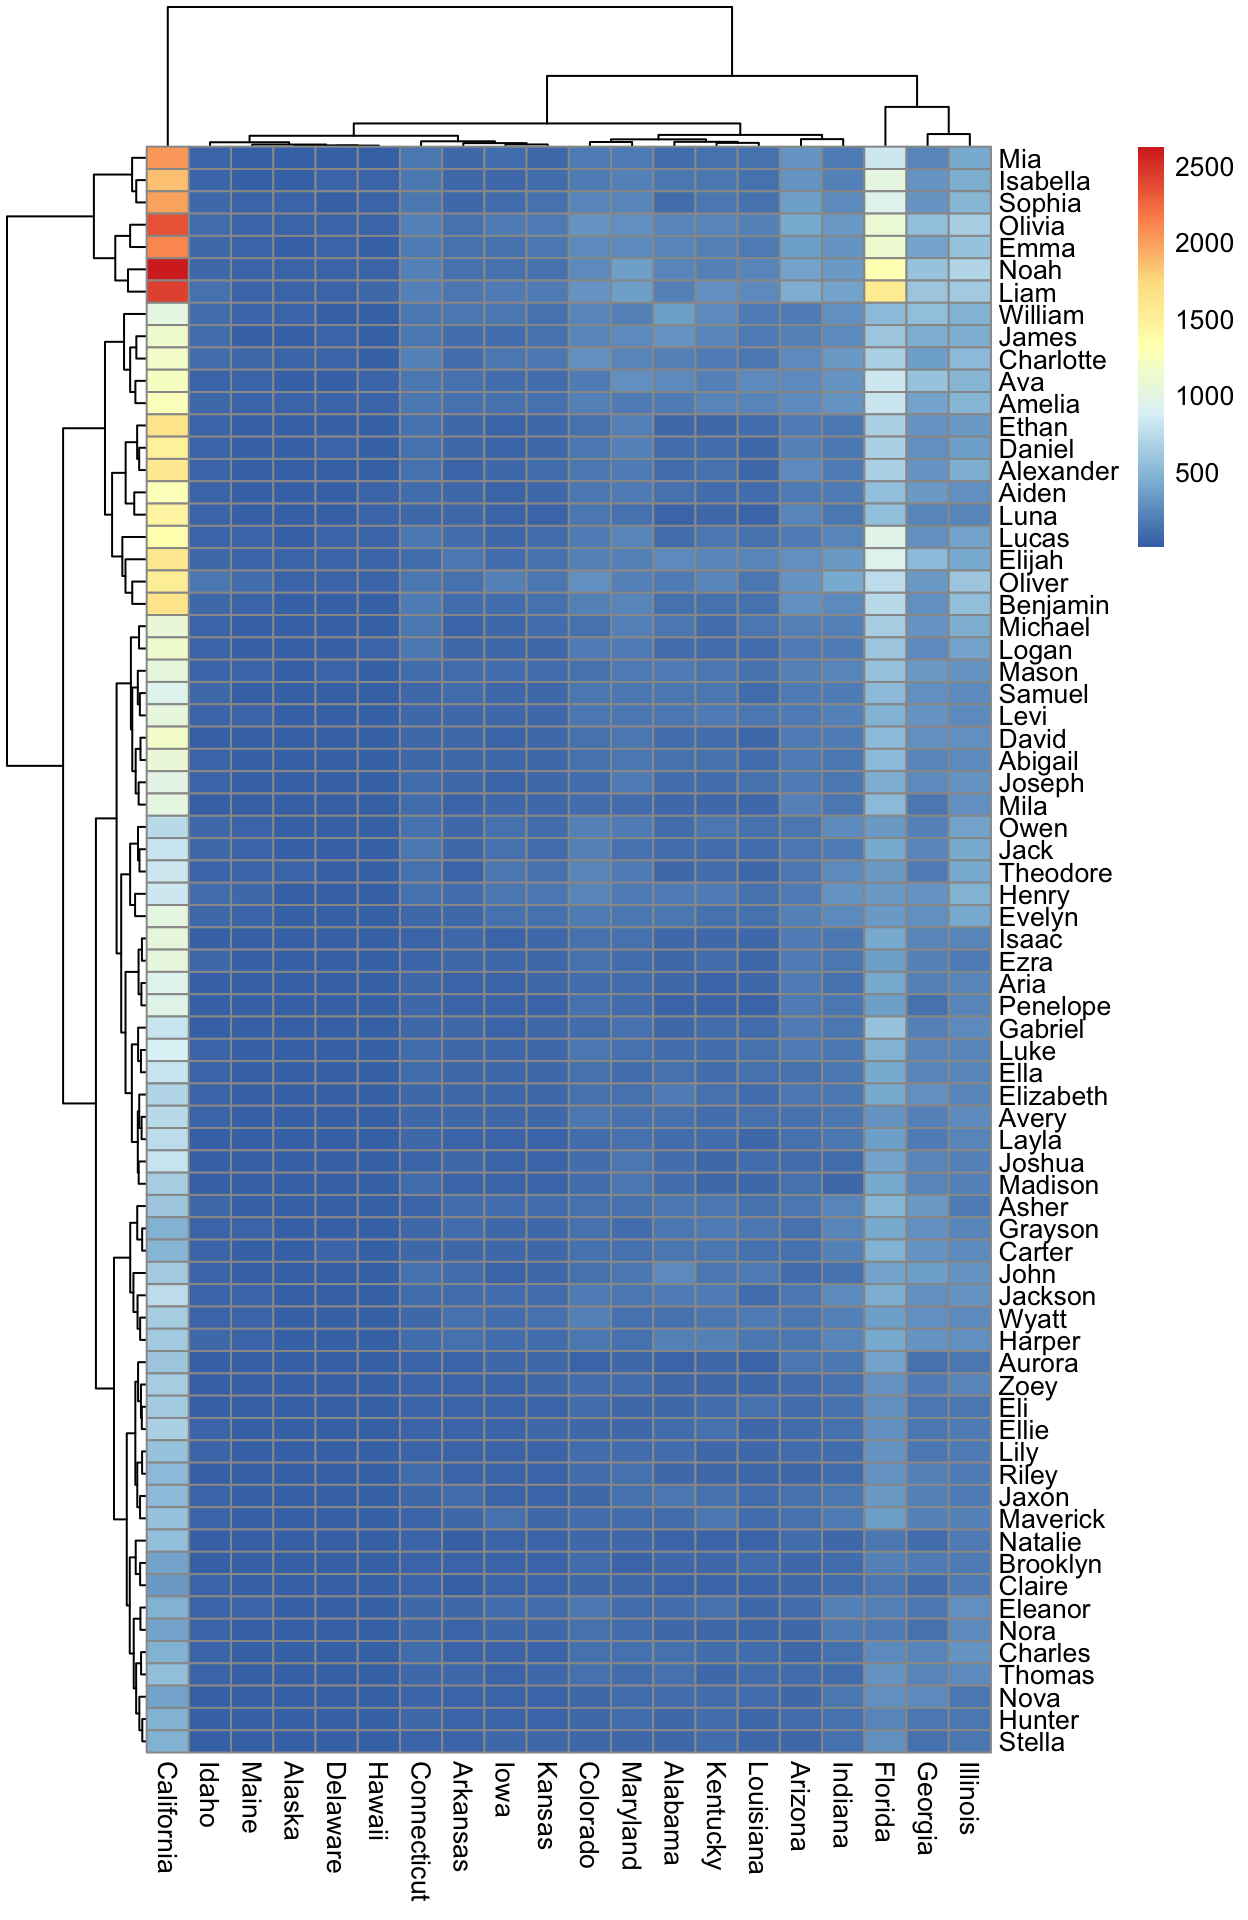 Mia
Isabella
Sophia
Olivia
Emma
Noah
Liam
William
James
Charlotte
Ava
Amelia
Ethan
Daniel
Alexander
Aiden
Luna
Lucas
Elijah
Oliver
Benjamin
Michael
Logan
Mason
Samuel
Levi
David
Abigail
Joseph
Mila
Owen
Jack
Theodore
Henry
Evelyn
Isaac
Ezra
Aria
Penelope
Gabriel
Luke
Ella
Elizabeth
Avery
Layla
Joshua
Madison
Asher
Grayson
Carter
John
Jackson
Wyatt
Harper
Aurora
Zoey
Eli
Ellie
Lily
Riley
Jaxon
Maverick
Natalie
Brooklyn
Claire
Eleanor
Nora
Charles
Thomas
Nova
Hunter
Stella
California
Idaho
Maine
Alaska
Delaware
Hawaii
Connecticut
Arkansas
Iowa
Kansas
Colorado
Maryland
Alabama
Kentucky
Louisiana
Arizona
Indiana
Florida
Georgia
Illinois
2500
2000
1500
1000
500